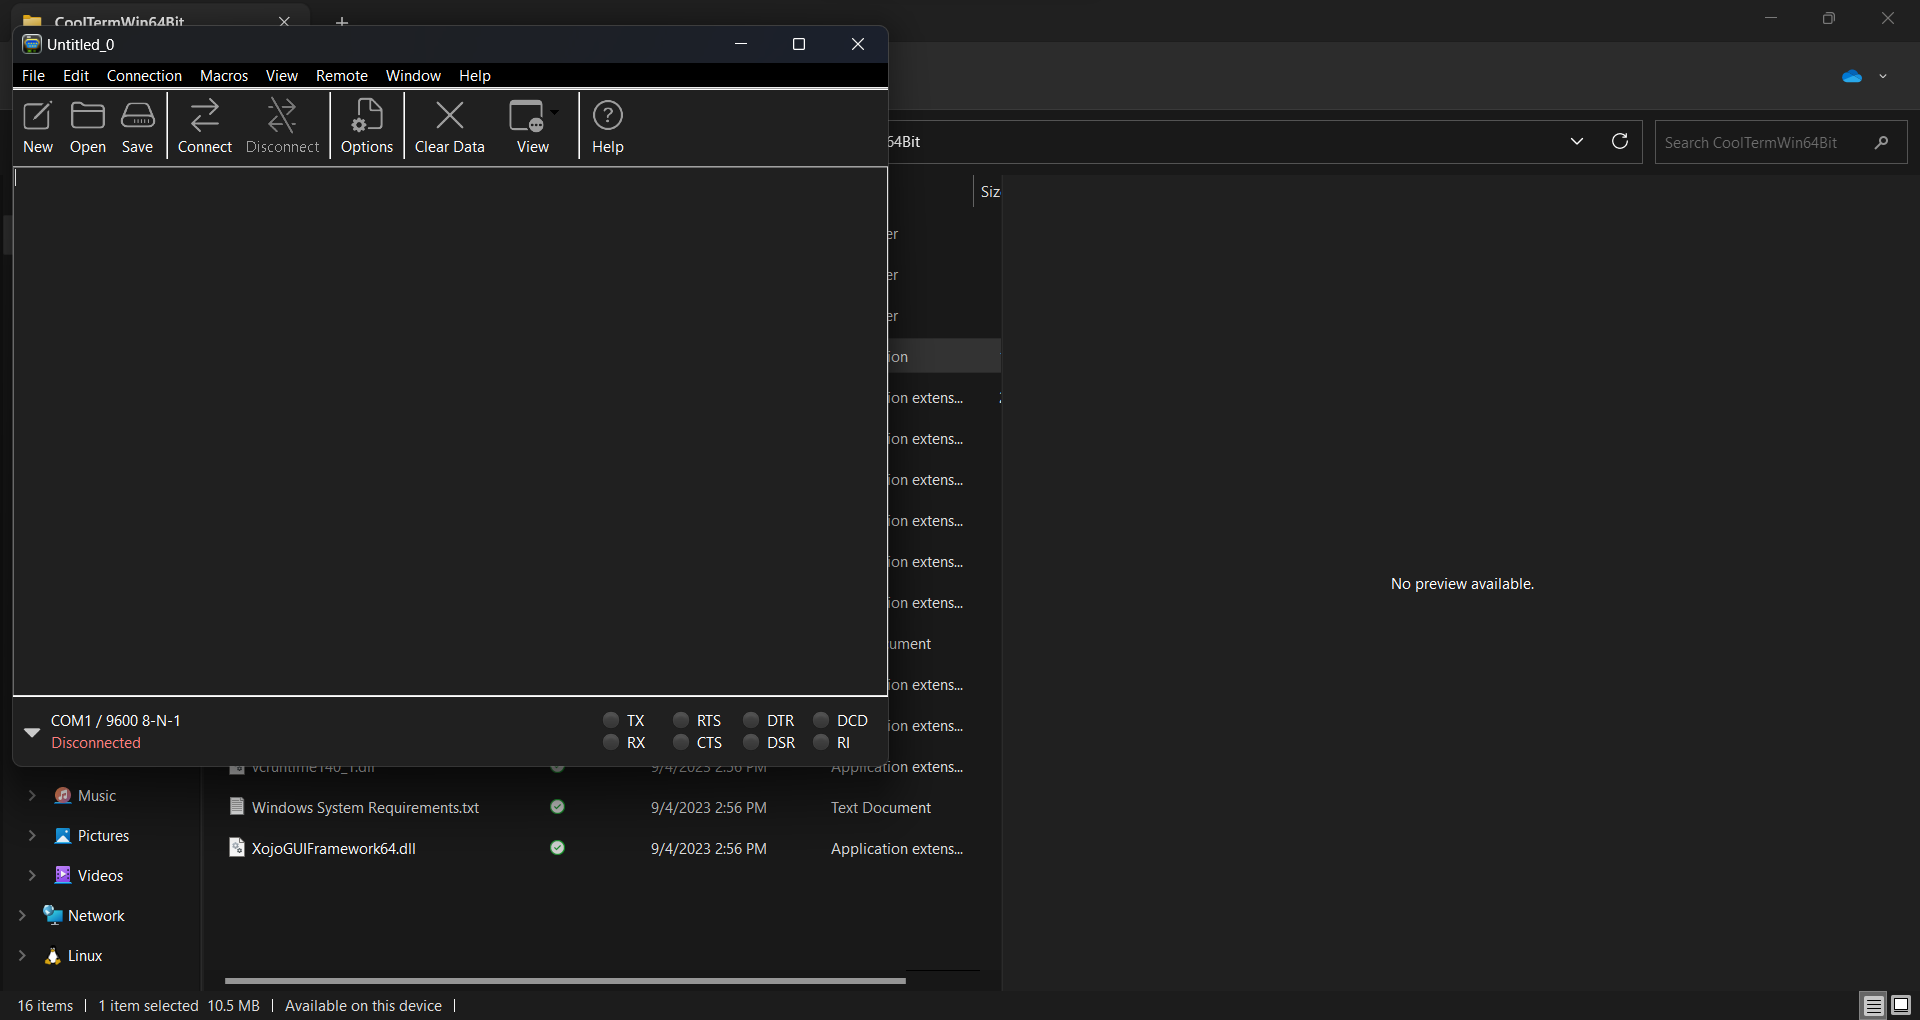 CoolTermWin64Bit
Untitled_0
File Edit Connection Macros View Remote Window Help
New Open Save Connect Disconnect Options Clear Data View Help
64Bit
Search CoolTermWin64Bit
Siz
er
er
er
ion
ion extens...
ion extens...
ion extens...
ion extens...
ion extens...
ion extens...
No preview available.
ument
ion extens...
COM1 / 9600 8-N-1
TX RTS DTR DCD
ion extens...
Disconnected
RX CTS DSR RI
vcruntime140_1.dll 9/4/2023 2:56 PM Application extens...
Music
Windows System Requirements.txt 9/4/2023 2:56 PM Text Document
Pictures
XojoGUIFramework64.dll 9/4/2023 2:56 PM Application extens...
Videos
Network
Linux
16 items 1 item selected 10.5 MB Available on this device